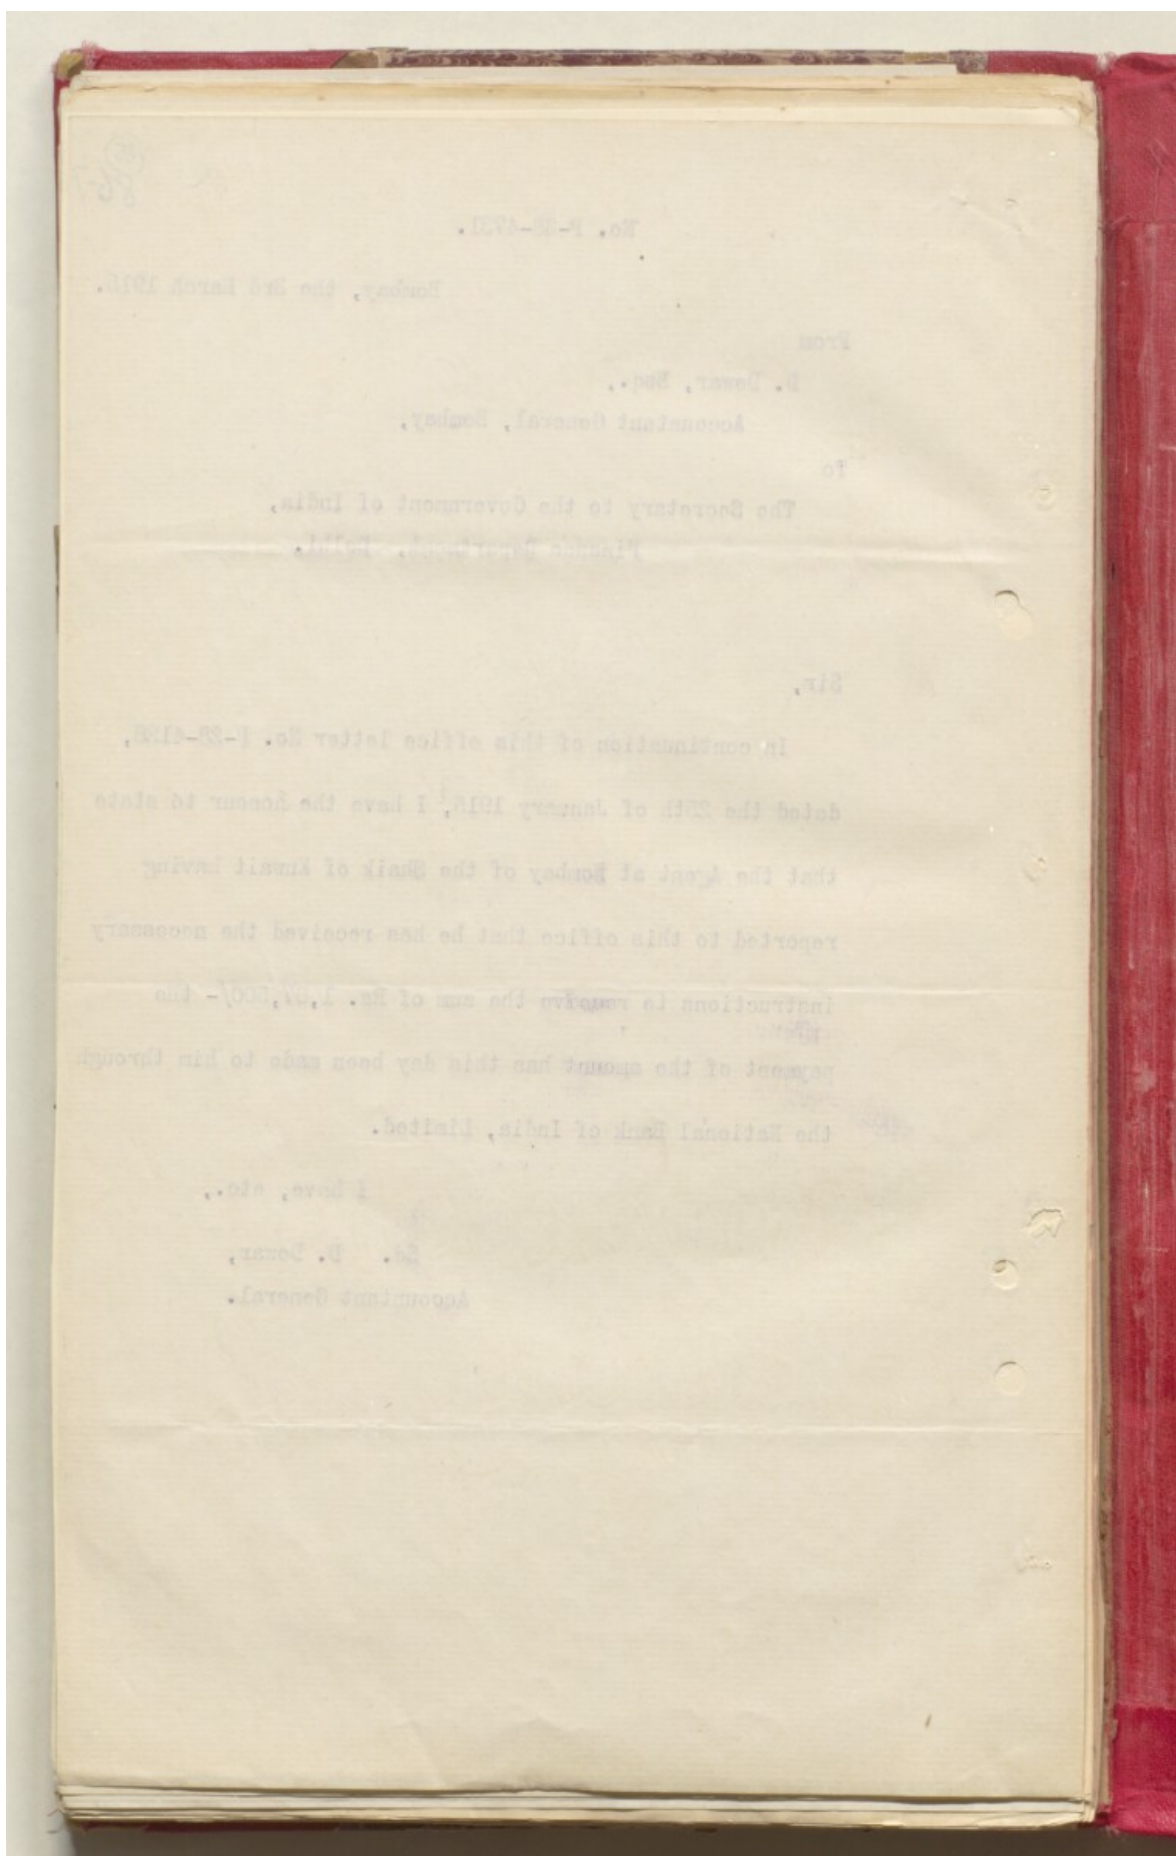 Bombay, the 3rd March 1915.
From
D. Dewar, Esq.,
Accountant General, Bombay,
To
The Secretary to the Government of India,
Finance Department, Delhi.
Sir,
In continuation of this office letter No.
dated the 25th of January 1915, I have the honour to state
that the Agent at Bombay of the Shaik of Kuwait having
reported to this office that he has received the necessary
instructions to receive the sum of Rs. the
payment of the amount has this day been made to him through
the National Bank of India, Limited.
I have, etc.,
Sd. D. Dewar,
Accountant General.